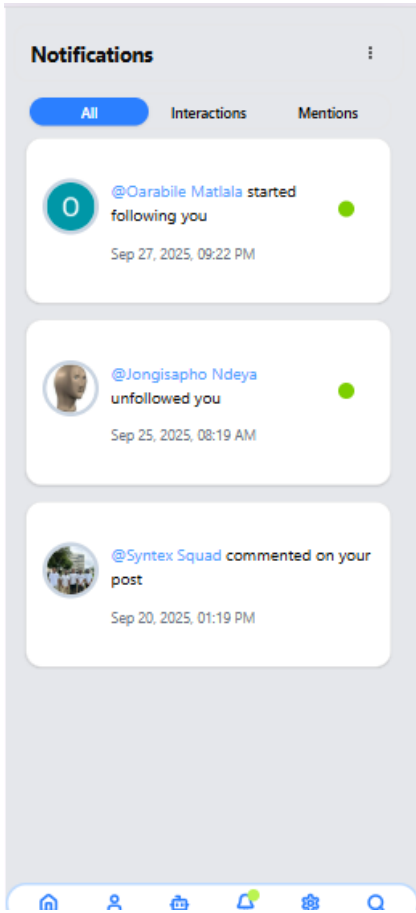 Notifications
All Interactions Mentions
O
@Oarabile Matlala started
following you
Sep 27, 2025, 09:22 PM
@Jongisapho Ndeya
unfollowed you
Sep 25, 2025, 08:19 AM
@Syntex Squad commented on your
post
Sep 20, 2025, 01:19 PM